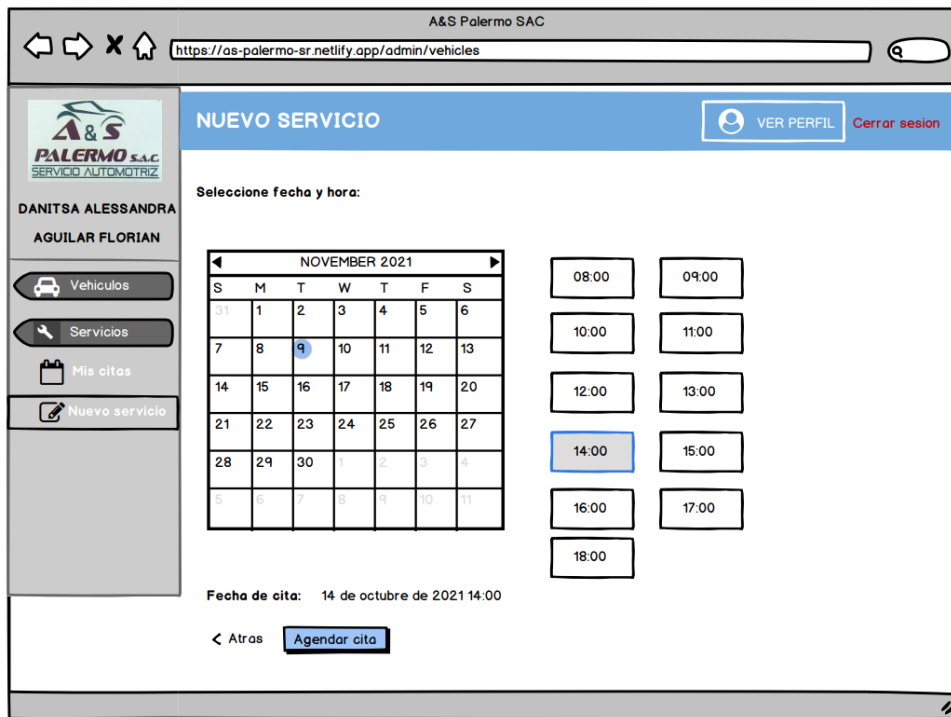 A&S Palermo SAC
https://as-palermo-sr.netlify.app/admin/vehicles
A & S
PALERMO S.A.C.
SERVICIO AUTOMOTRIZ
DANITSA ALESSANDRA
AGUILAR FLORIAN
Vehiculos
Servicios
Mis citas
Nuevo servicio
NUEVO SERVICIO
VER PERFIL
Cerrar sesion
Seleccione fecha y hora:
NOVEMBER 2021
S M T W T F S
31 1 2 3 4 5 6
7 8 9 10 11 12 13
14 15 16 17 18 19 20
21 22 23 24 25 26 27
28 29 30 1 2 3 4
5 6 7 8 9 10 11
08:00 09:00
10:00 11:00
12:00 13:00
14:00 15:00
16:00 17:00
18:00
Fecha de cita: 14 de octubre de 2021 14:00
Atras
Agendar cita